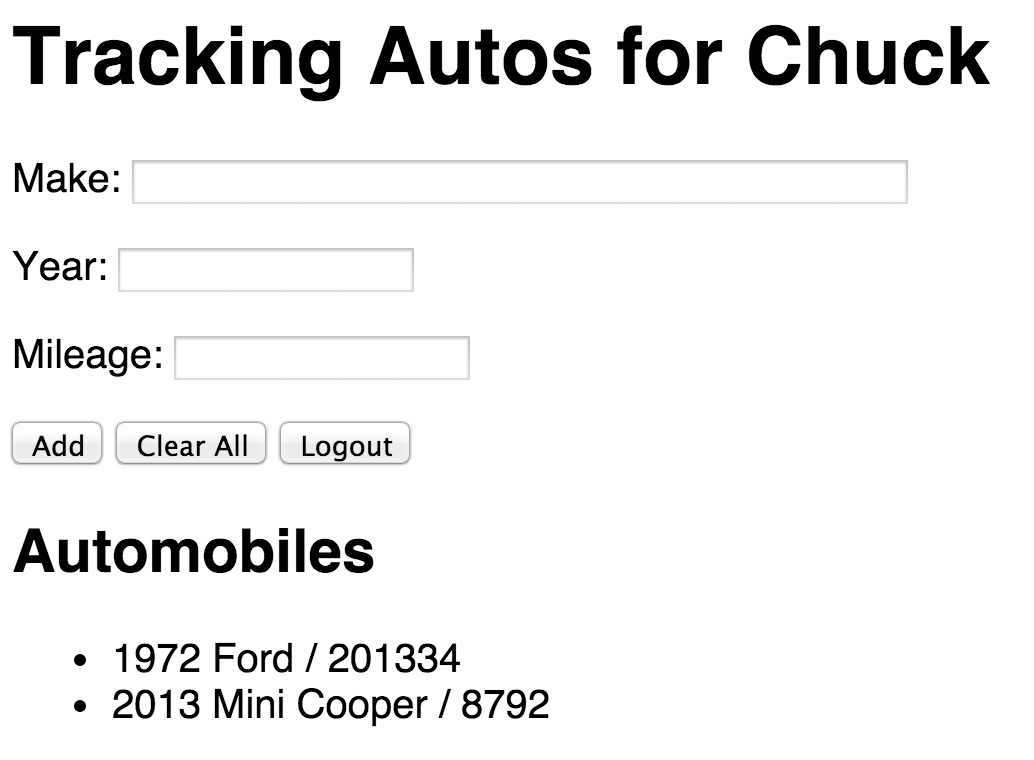 Tracking Autos for Chuck
Make:
Year:
Mileage:
Add Clear All Logout
Automobiles
• 1972 Ford / 201334
• 2013 Mini Cooper / 8792